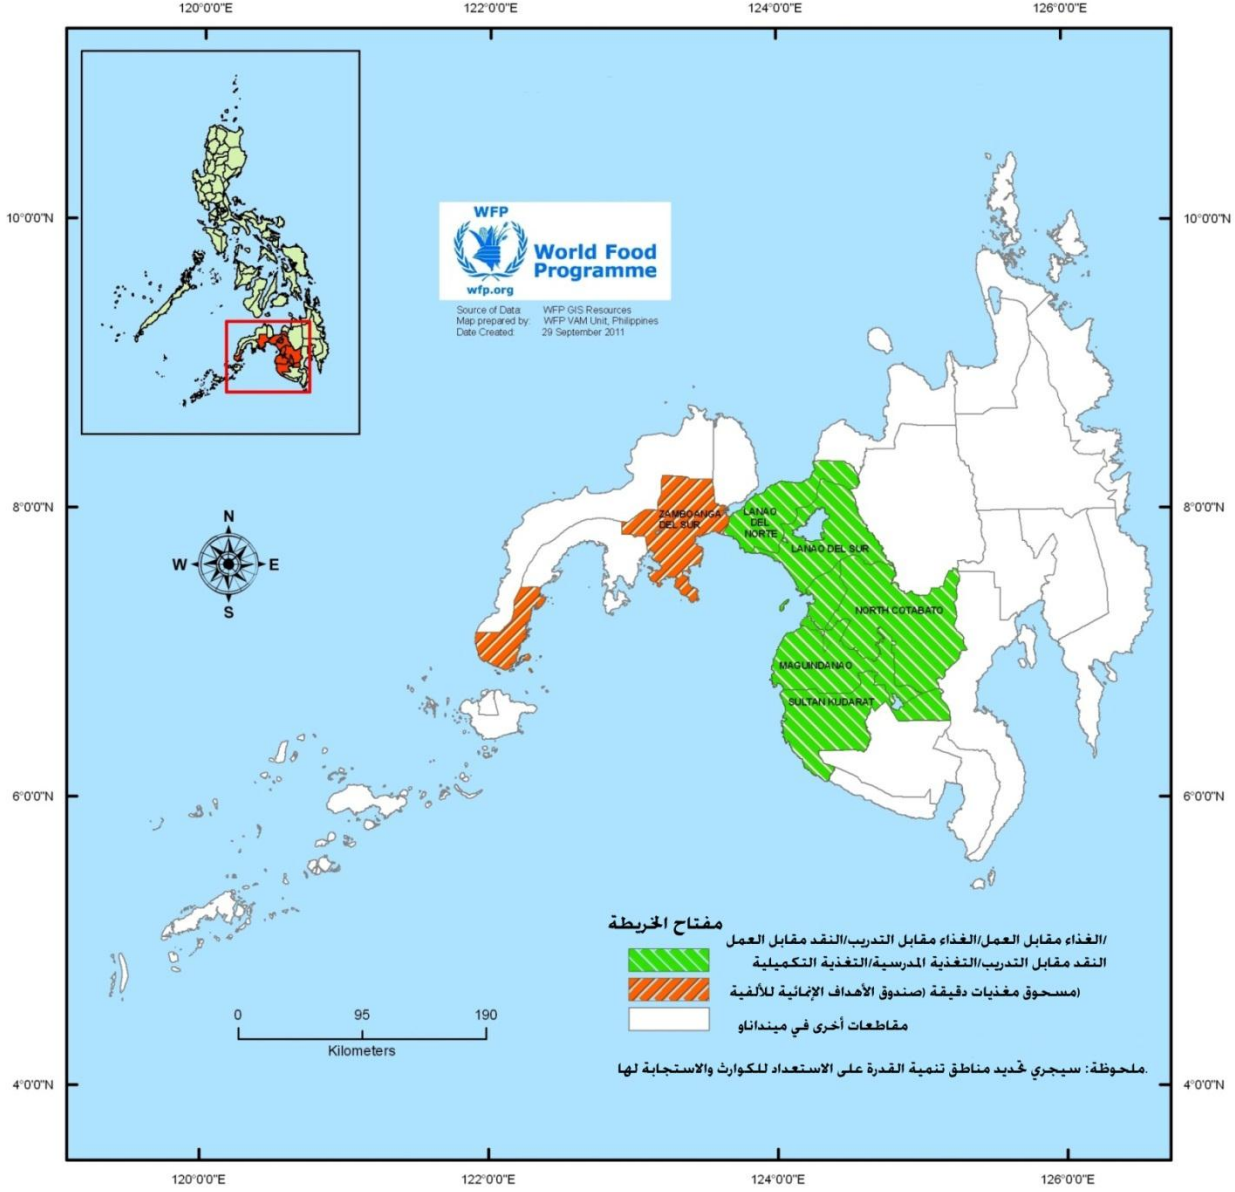 120°0'0"E
122°0'0"E
124°0'0"E
126°0'0"E
10°0'0"N
10°0'0"N
WFP
World Food
Programme
wfp.org
Source of Data: WFP GIS Resources
Map prepared by: WFP VAM Unit, Philippines
Date Created: 29 September 2011
8°0'0"N
8°0'0"N
N
W
E
S
ZAMBOANGA
DEL SUR
LANAO
DEL
NORTE
LANAO DEL SUR
NORTH COTABATO
MAGUINDANAO
SULTAN KUDARAT
6°0'0"N
6°0'0"N
مفتاح الخريطة
الغذاء مقابل العمل/الغذاء مقابل التدريب/النقد مقابل العمل/
النقد مقابل التدريب/التغذية المدرسية/التغذية التكميلية
مسحوق مغذيات دقيقة (صندوق الأهداف الإنمائية للألفية)
مقاطعات أخرى في مينداناو
0
95
190
Kilometers
ملحوظة: سيجري تحديد مناطق تنمية القدرة على الاستعداد للكوارث والاستجابة لها.
4°0'0"N
4°0'0"N
120°0'0"E
122°0'0"E
124°0'0"E
126°0'0"E